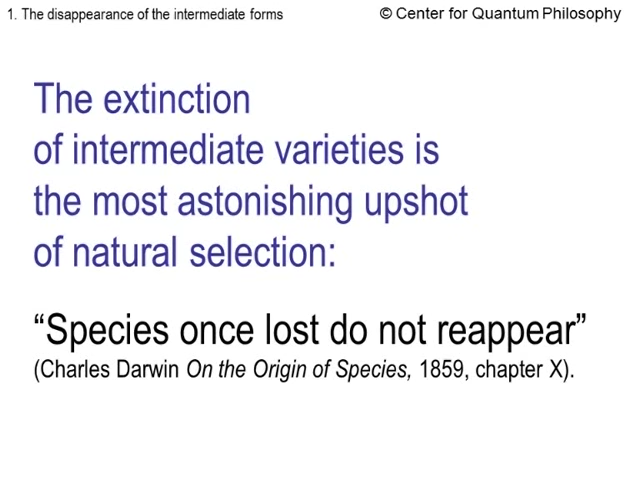 1. The disappearance of the intermediate forms
© Center for Quantum Philosophy
The extinction
of intermediate varieties is
the most astonishing upshot
of natural selection:
“Species once lost do not reappear”
(Charles Darwin On the Origin of Species, 1859, chapter X).